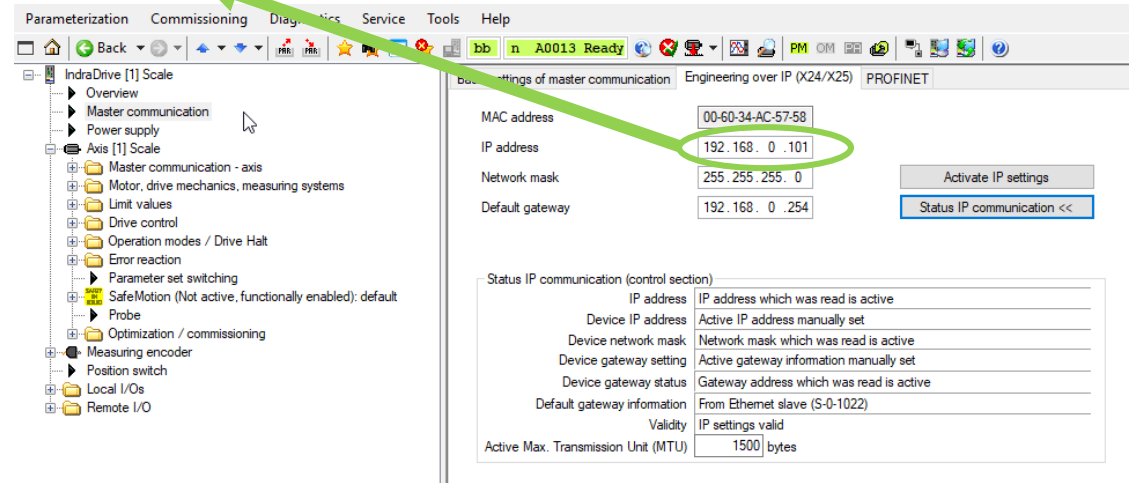 Parameterization Commissioning Diagnostics Service Tools Help
Back bb n A0013 Ready PM OM
IndraDrive [1] Scale
Overview
Master communication
Power supply
Axis [1] Scale
Master communication - axis
Motor, drive mechanics, measuring systems
Limit values
Drive control
Operation modes / Drive Halt
Error reaction
Parameter set switching
SafeMotion (Not active, functionally enabled): default
Probe
Optimization / commissioning
Measuring encoder
Position switch
Local I/Os
Remote I/O
settings of master communication Engineering over IP (X24/X25) PROFINET
MAC address 00-60-34-AC-57-58
IP address 192.168. 0 .101
Network mask 255.255.255. 0 Activate IP settings
Default gateway 192.168. 0 .254 Status IP communication <<
Status IP communication (control section)
IP address IP address which was read is active
Device IP address Active IP address manually set
Device network mask Network mask which was read is active
Device gateway setting Active gateway information manually set
Device gateway status Gateway address which was read is active
Default gateway information From Ethernet slave (S-0-1022)
Validity IP settings valid
Active Max. Transmission Unit (MTU) 1500 bytes